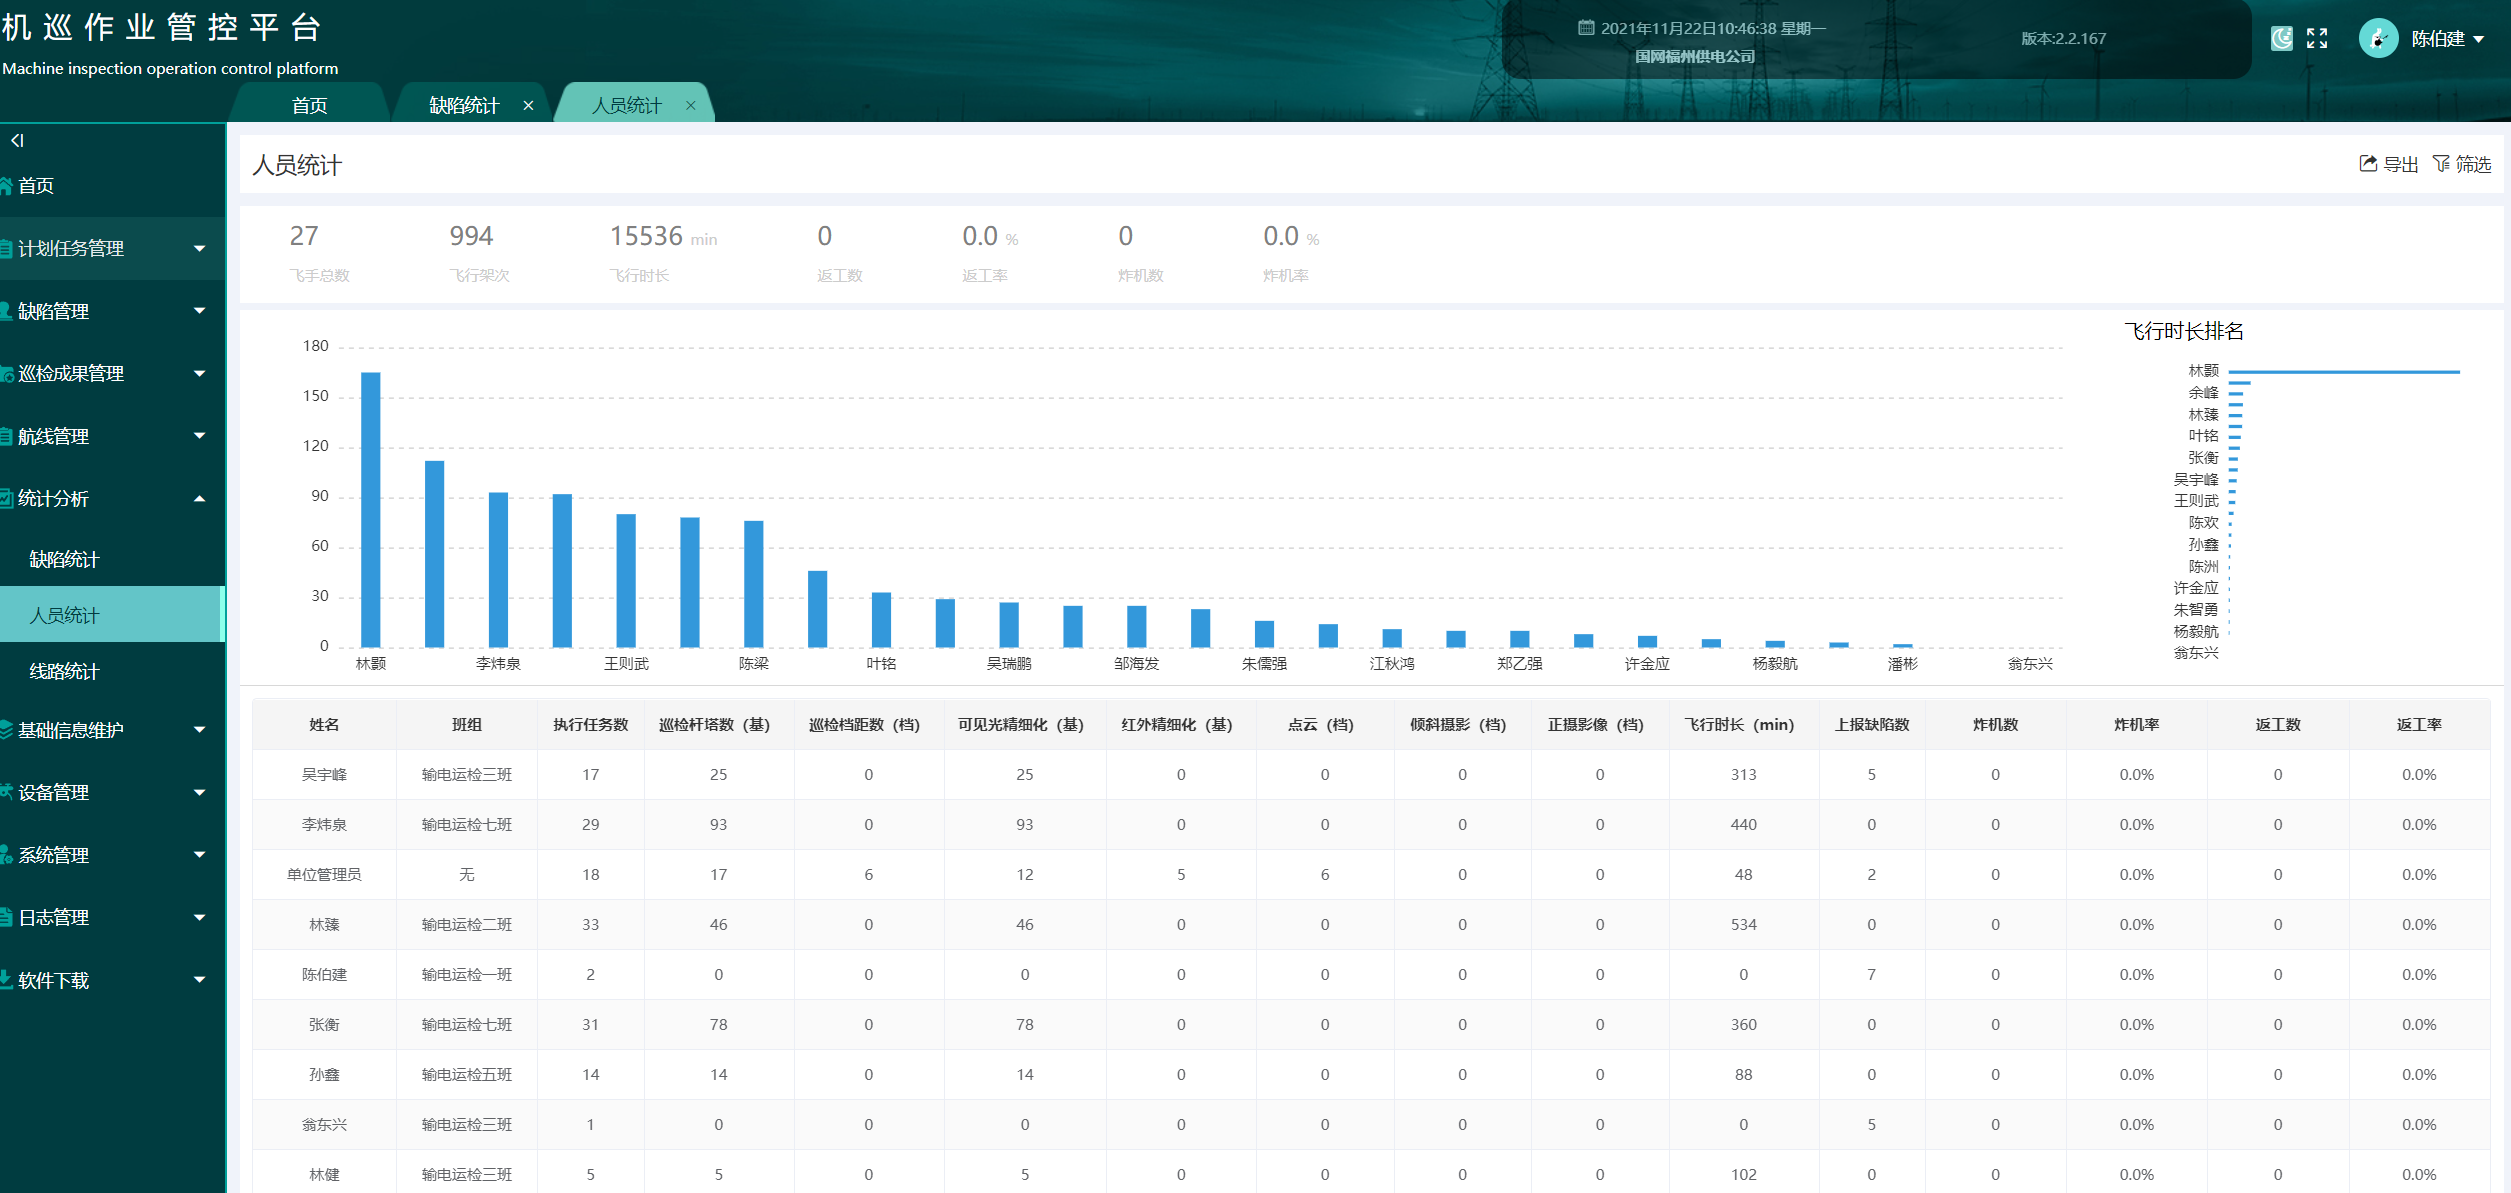 机巡作业管控平台
Machine inspection operation control platform
2021年11月22日10:46:38 星期一
国网福州供电公司
版本:2.2.167
陈伯建
首页
缺陷统计 ×
人员统计 ×
首页
计划任务管理
缺陷管理
巡检成果管理
航线管理
统计分析
缺陷统计
人员统计
线路统计
基础信息维护
设备管理
系统管理
日志管理
软件下载
人员统计
导出 筛选
27 994 15536 min 0 0.0 % 0 0.0 %
飞手总数 飞行架次 飞行时长 返工数 返工率 炸机数 炸机率
180
150
120
90
60
30
0
林颢 李炜泉 王则武 陈梁 叶铭 吴瑞鹏 邹海发 朱儒强 江秋鸿 郑乙强 许金应 杨毅航 潘彬 翁东兴
飞行时长排名
林颢
余峰
林臻
叶铭
张衡
吴宇峰
王则武
陈欢
孙鑫
陈洲
许金应
朱智勇
杨毅航
翁东兴
姓名 班组 执行任务数 巡检杆塔数（基） 巡检档距数（档） 可见光精细化（基） 红外精细化（基） 点云（档） 倾斜摄影（档） 正摄影像（档） 飞行时长（min） 上报缺陷数 炸机数 炸机率 返工数 返工率
吴宇峰 输电运检三班 17 25 0 25 0 0 0 0 313 5 0 0.0% 0 0.0%
李炜泉 输电运检七班 29 93 0 93 0 0 0 0 440 0 0 0.0% 0 0.0%
单位管理员 无 18 17 6 12 5 6 0 0 48 2 0 0.0% 0 0.0%
林臻 输电运检二班 33 46 0 46 0 0 0 0 534 0 0 0.0% 0 0.0%
陈伯建 输电运检一班 2 0 0 0 0 0 0 0 0 7 0 0.0% 0 0.0%
张衡 输电运检七班 31 78 0 78 0 0 0 0 360 0 0 0.0% 0 0.0%
孙鑫 输电运检五班 14 14 0 14 0 0 0 0 88 0 0 0.0% 0 0.0%
翁东兴 输电运检三班 1 0 0 0 0 0 0 0 0 5 0 0.0% 0 0.0%
林健 输电运检三班 5 5 0 5 0 0 0 0 102 0 0 0.0% 0 0.0%